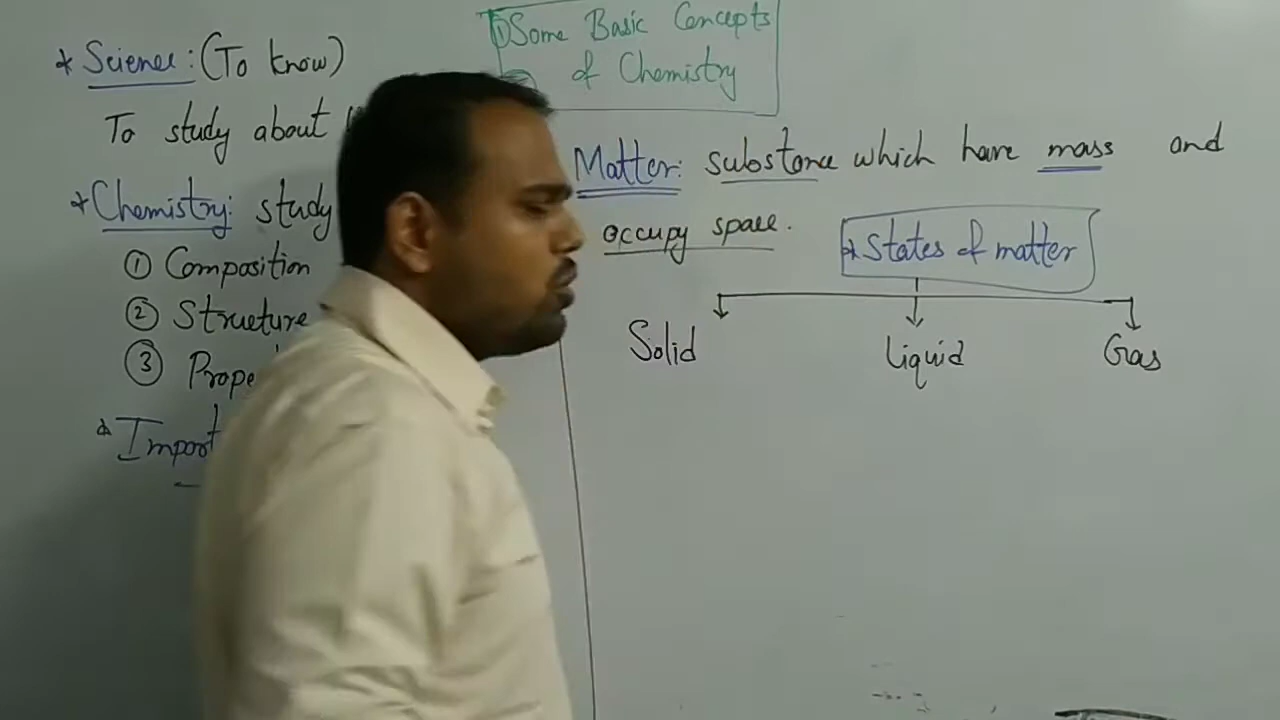 ① Some Basic Concepts
of Chemistry
* Science: (To know)
To study about
* Chemistry: study
① Composition
② Structure
③ Prope
* Import
Matter: substance which have mass and
occupy space.
* States of matter
Solid Liquid Gas